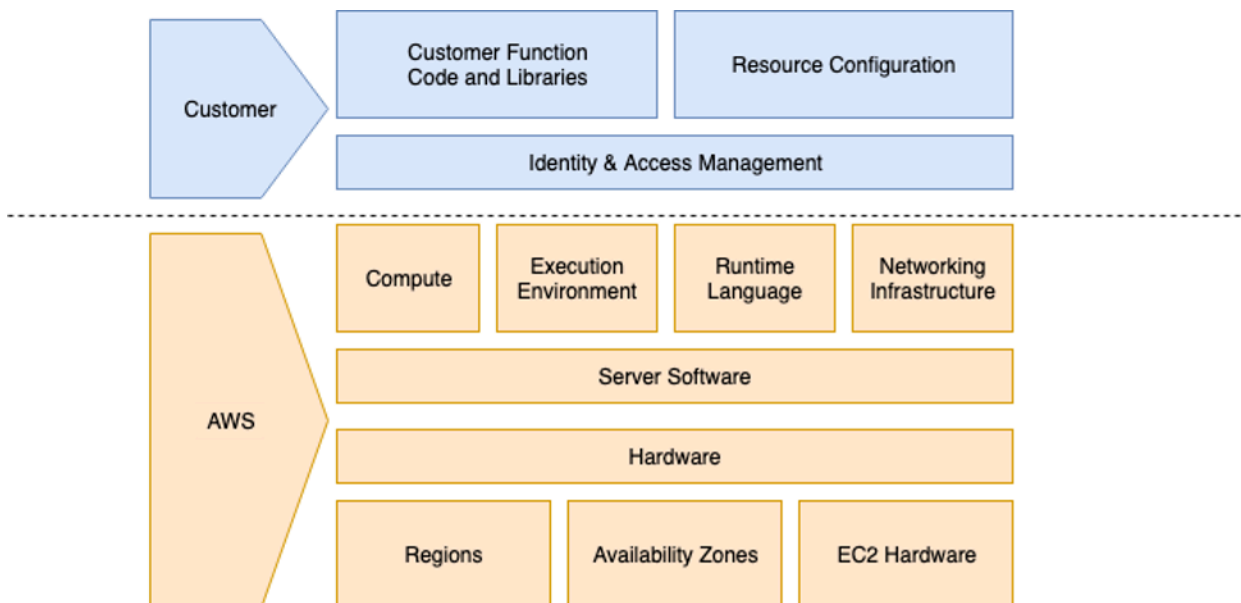 Customer
Customer Function
Code and Libraries
Resource Configuration
Identity & Access Management
AWS
Compute
Execution
Environment
Runtime
Language
Networking
Infrastructure
Server Software
Hardware
Regions
Availability Zones
EC2 Hardware